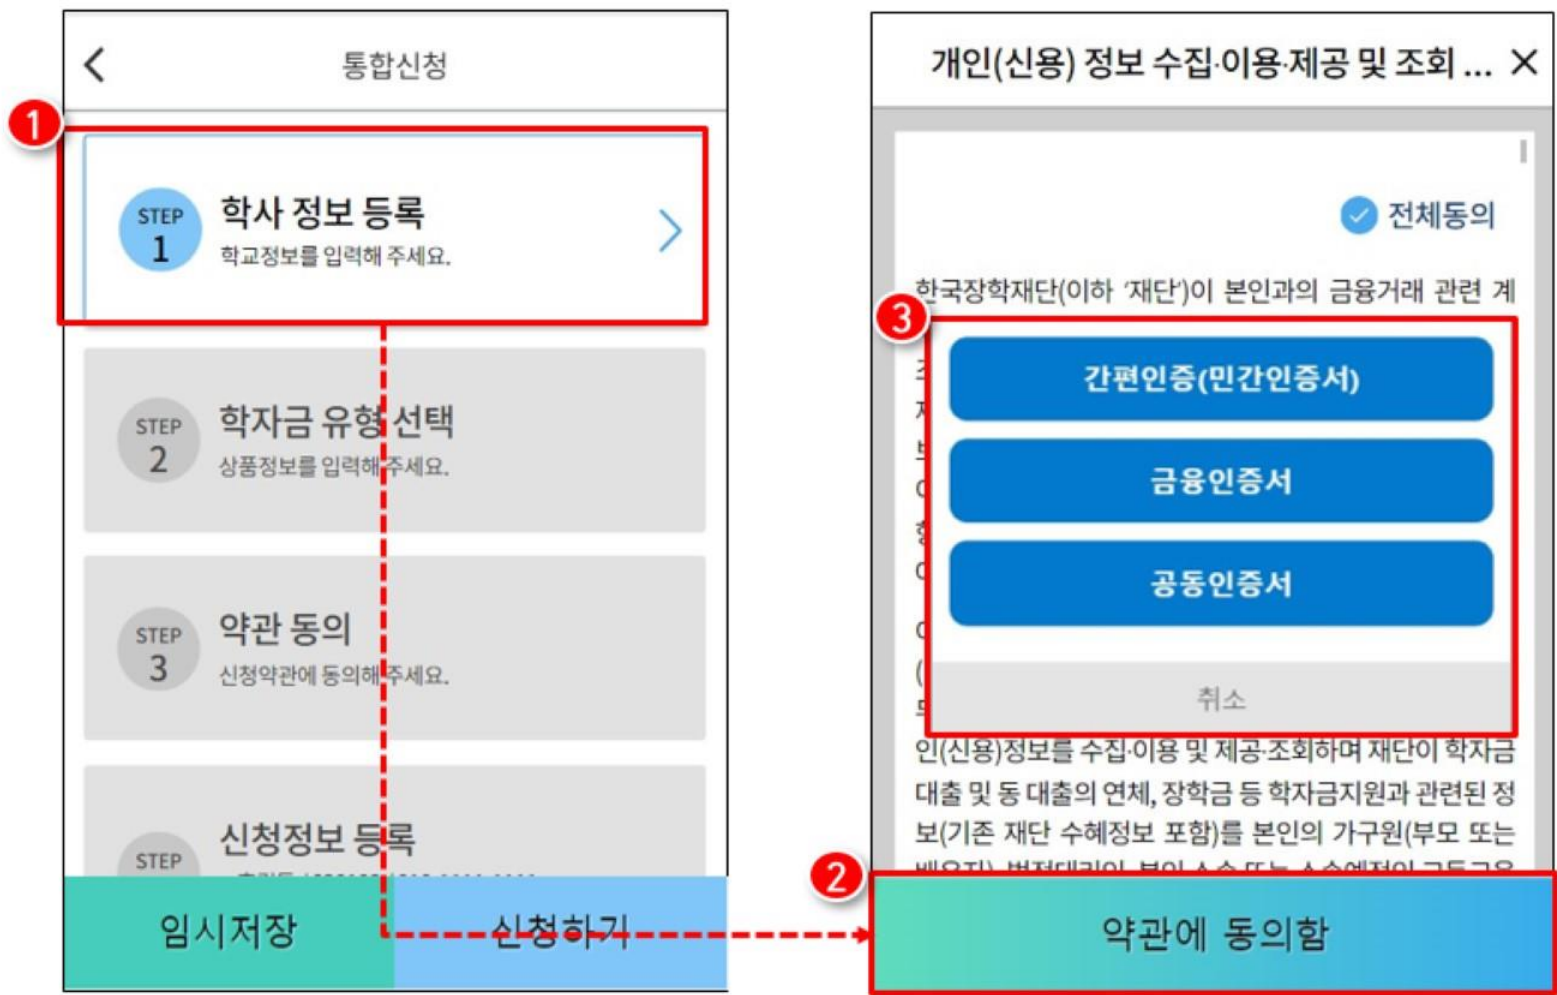 통합신청
1
STEP
1
학사 정보 등록
학교정보를 입력해 주세요.
STEP
2
학자금 유형 선택
상품정보를 입력해 주세요.
STEP
3
약관 동의
신청약관에 동의해 주세요.
STEP
신청정보 등록
임시저장
신청하기
개인(신용) 정보 수집·이용·제공 및 조회 ...
전체동의
한국장학재단(이하 '재단')이 본인과의 금융거래 관련 계
3
간편인증(민간인증서)
금융인증서
공동인증서
취소
인(신용)정보를 수집·이용 및 제공·조회하며 재단이 학자금
대출 및 동 대출의 연체, 장학금 등 학자금지원과 관련된 정
보(기존 재단 수혜정보 포함)를 본인의 가구원(부모 또는
2
약관에 동의함